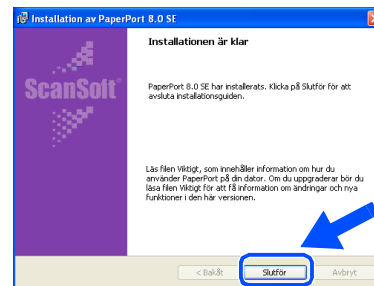 Installation av PaperPort 8.0 SE
Installationen är klar
ScanSoft®
PaperPort 8.0 SE har installerats. Klicka på Slutför för att
avsluta installationsguiden.
Läs filen Viktigt, som innehåller information om hur du
använder PaperPort på din dator. Om du uppgraderar bör du
läsa filen Viktigt för att få information om ändringar och nya
funktioner i den här versionen.
< Bakåt
Slutför
Avbryt